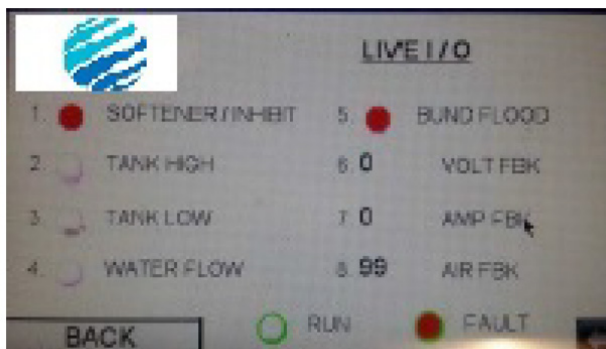 LIVE I/O
1. SOFTENER/INHIBIT 5. BUND FLOOD
2. TANK HIGH 6. 0 VOLT FBK
3. TANK LOW 7. 0 AMP FBK
4. WATER FLOW 8. 99 AIR FBK
BACK RUN FAULT